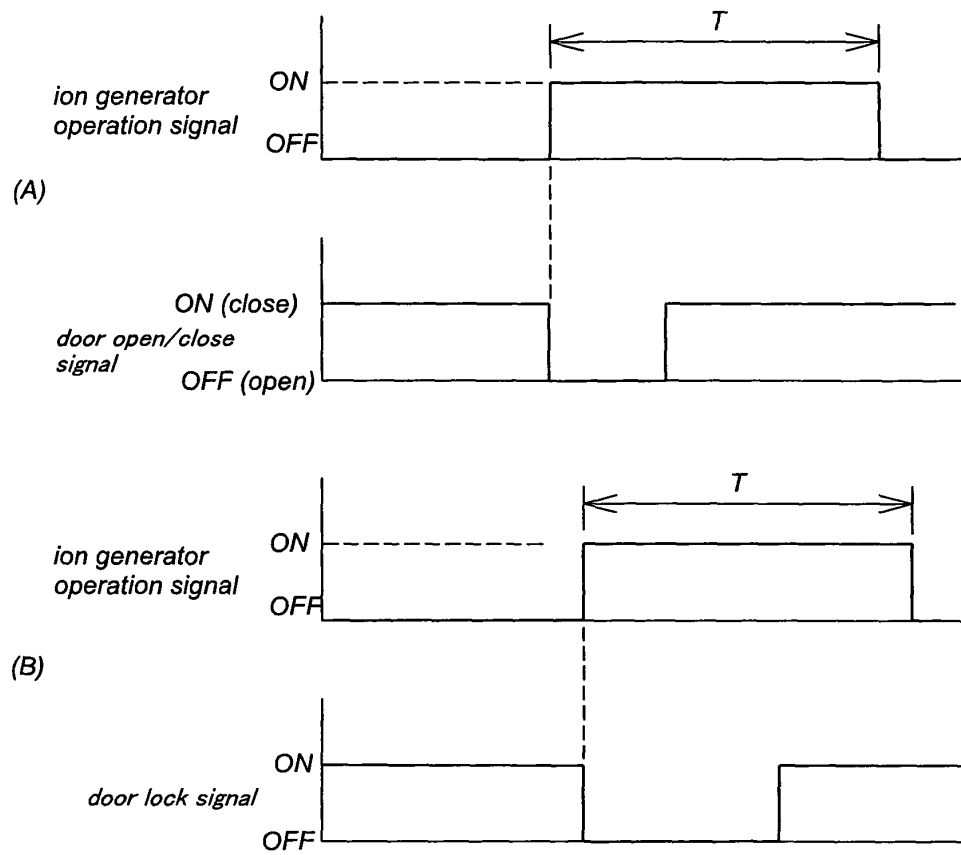 T
ON
ion generator
operation signal
OFF
(A)
ON (close)
door open/close
signal
OFF (open)
T
ON
ion generator
operation signal
OFF
(B)
ON
door lock signal
OFF